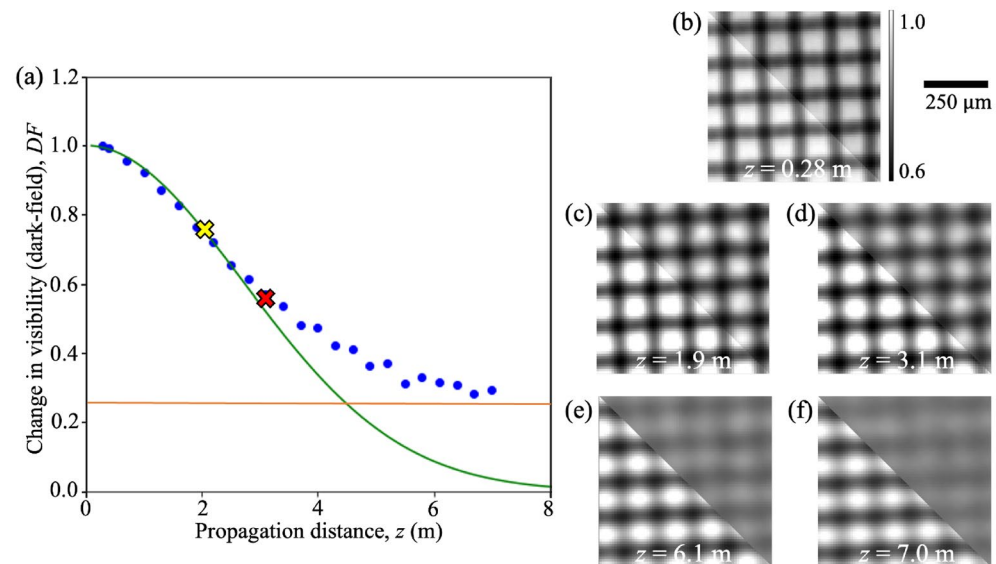 (a)
Change in visibility (dark-field), DF
1.2
1.0
0.8
0.6
0.4
0.2
0.0
0
2
4
6
8
Propagation distance, z (m)
(b)
z = 0.28 m
1.0
0.6
250 μm
(c)
z = 1.9 m
(d)
z = 3.1 m
(e)
z = 6.1 m
(f)
z = 7.0 m